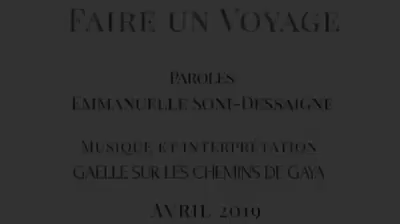 FAIRE UN VOYAGE
PAROLES
EMMANUELLE SONI-DESSAIGNE
MUSIQUE ET INTERPRÉTATION
GAELLE SUR LES CHEMINS DE GAYA
AVRIL 2019